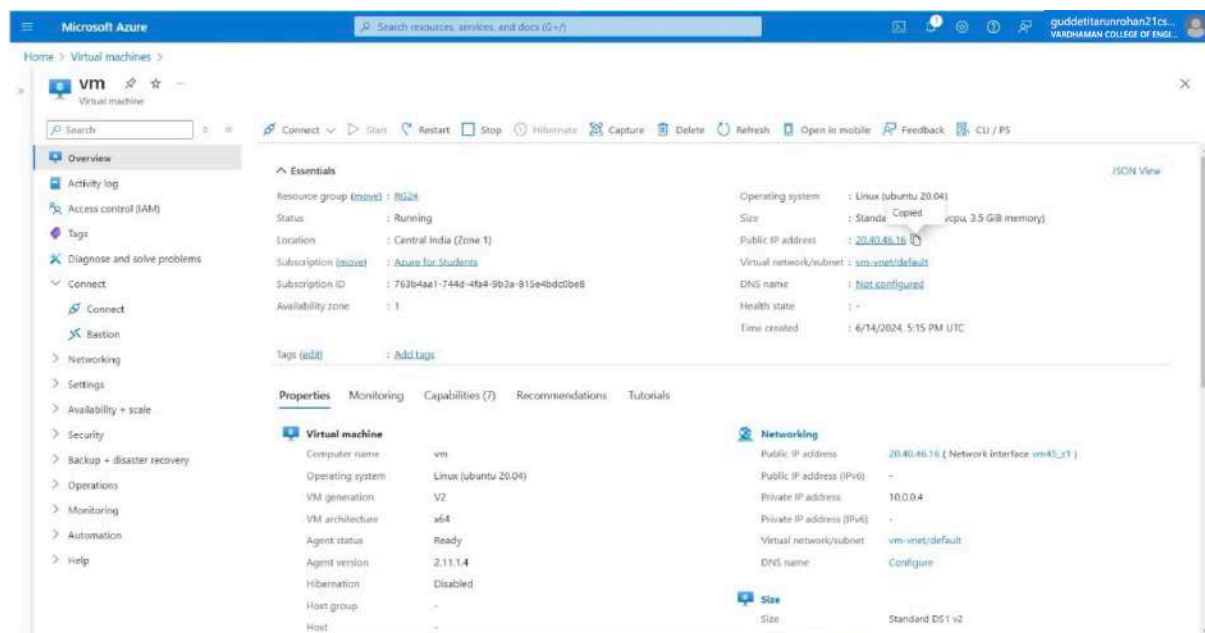 Microsoft Azure
Search resources, services, and docs (G+/)
guddetitarunrohan21cs...
VARDHAMAN COLLEGE OF ENGI...
Home > Virtual machines >
vm
Virtual machine
Search
Connect
Start
Restart
Stop
Hibernate
Capture
Delete
Refresh
Open in mobile
Feedback
CLI / PS
Overview
Activity log
Access control (IAM)
Tags
Diagnose and solve problems
Connect
Connect
Bastion
Networking
Settings
Availability + scale
Security
Backup + disaster recovery
Operations
Monitoring
Automation
Help
Essentials
JSON View
Resource group (move) : RG24
Status : Running
Location : Central India (Zone 1)
Subscription (move) : Azure for Students
Subscription ID : 763b4aa1-744d-4fa4-9b3a-815e4bdc0be8
Availability zone : 1
Operating system : Linux (ubuntu 20.04)
Copied
Size : Standa vcpu, 3.5 GiB memory)
Public IP address : 20.40.46.16
Virtual network/subnet : vm-vnet/default
DNS name : Not configured
Health state : -
Time created : 6/14/2024, 5:15 PM UTC
Tags (edit) : Add tags
Properties Monitoring Capabilities (7) Recommendations Tutorials
Virtual machine
Computer name vm
Operating system Linux (ubuntu 20.04)
VM generation V2
VM architecture x64
Agent status Ready
Agent version 2.11.1.4
Hibernation Disabled
Host group -
Host -
Networking
Public IP address 20.40.46.16 ( Network interface vm45_z1 )
Public IP address (IPv6) -
Private IP address 10.0.0.4
Private IP address (IPv6) -
Virtual network/subnet vm-vnet/default
DNS name Configure
Size
Size Standard DS1 v2